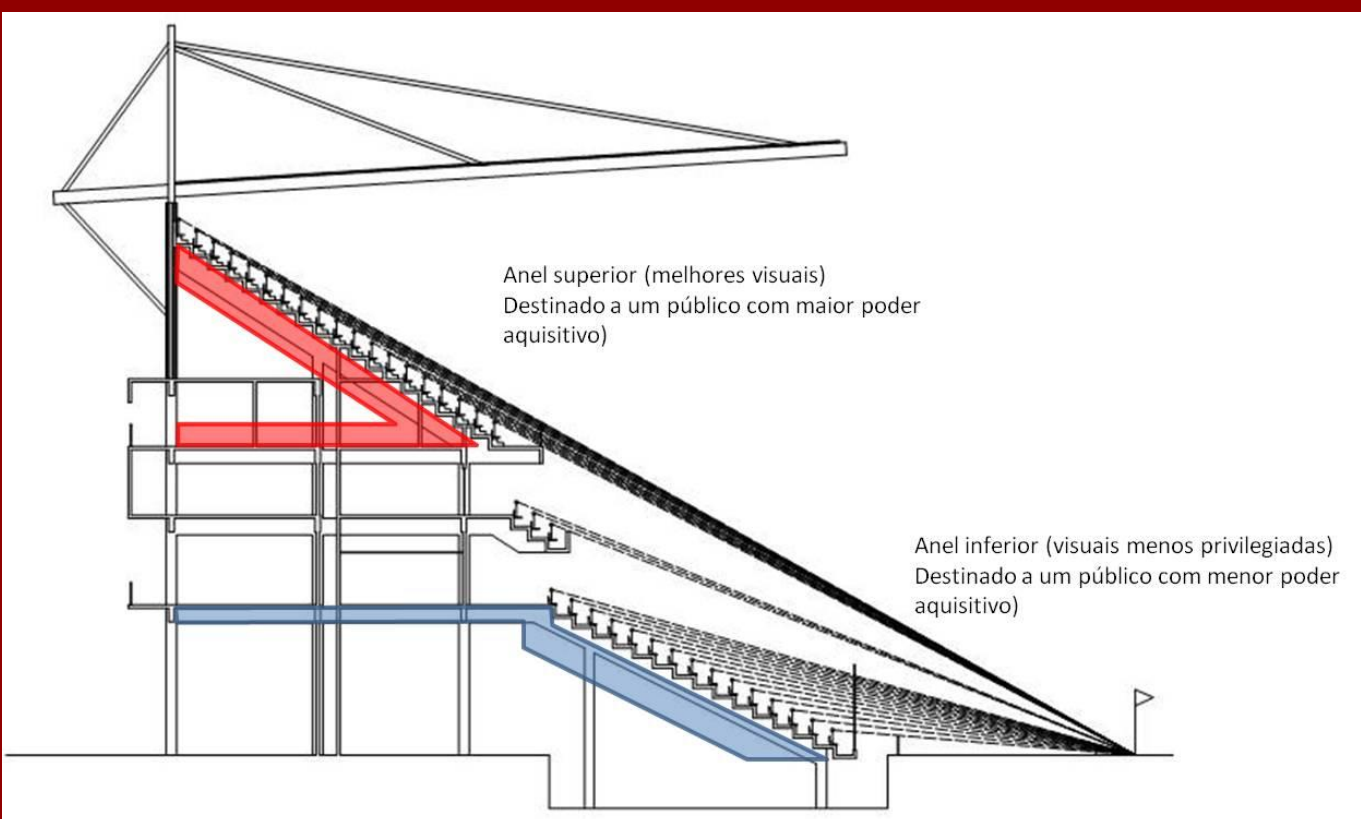 Anel superior (melhores visuais)
Destinado a um público com maior poder
aquisitivo)
Anel inferior (visuais menos privilegiadas)
Destinado a um público com menor poder
aquisitivo)